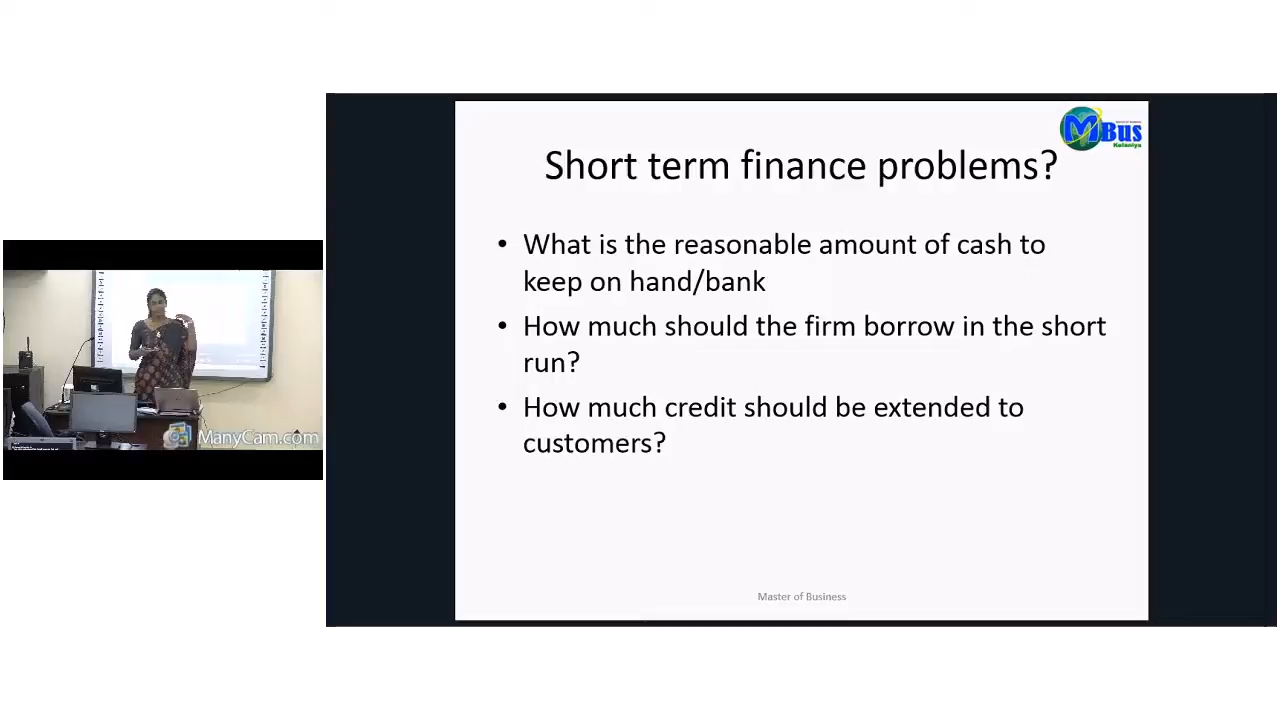 MBus
Kelaniya
Short term finance problems?
• What is the reasonable amount of cash to
keep on hand/bank
• How much should the firm borrow in the short
run?
• How much credit should be extended to
customers?
Master of Business
ManyCam.com